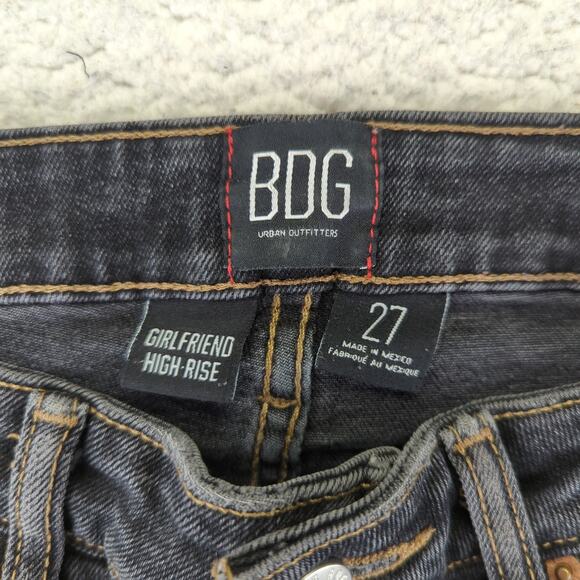 BDG
URBAN OUTFITTERS
GIRLFRIEND
HIGH-RISE
27
MADE IN MEXICO
FABRIQUÉ AU MEXIQUE